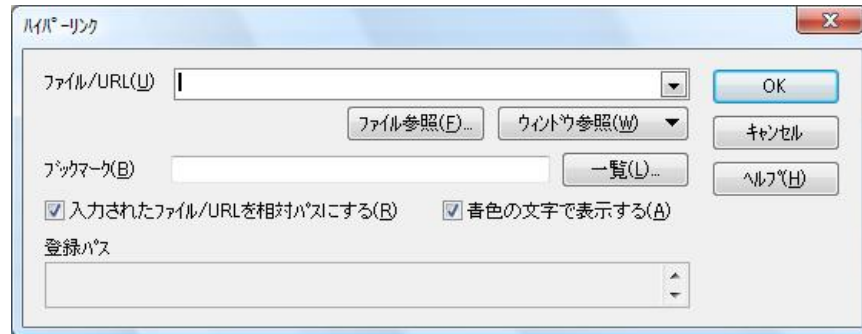 ﾊｲﾊﾟｰﾘﾝｸ
ﾌｧｲﾙ/URL(U)
OK
ﾌｧｲﾙ参照(F)...
ｳｨﾝﾄﾞｳ参照(W)
ｷｬﾝｾﾙ
ﾌﾞｯｸﾏｰｸ(B)
一覧(L)...
ﾍﾙﾌﾟ(H)
入力されたﾌｧｲﾙ/URLを相対ﾊﾟｽにする(R)
青色の文字で表示する(A)
登録ﾊﾟｽ